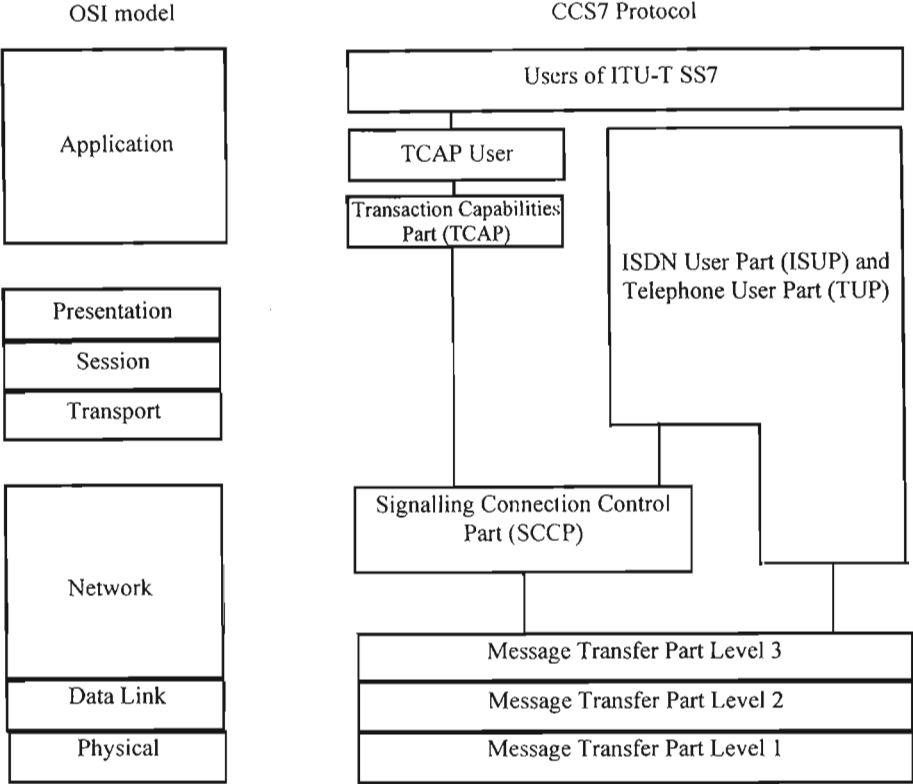 OSI model
CCS7 Protocol
Application
Users of ITU-T SS7
TCAP User
Transaction Capabilities
Part (TCAP)
ISDN User Part (ISUP) and
Telephone User Part (TUP)
Presentation
Session
Transport
Signalling Connection Control
Part (SCCP)
Network
Message Transfer Part Level 3
Data Link
Message Transfer Part Level 2
Physical
Message Transfer Part Level 1